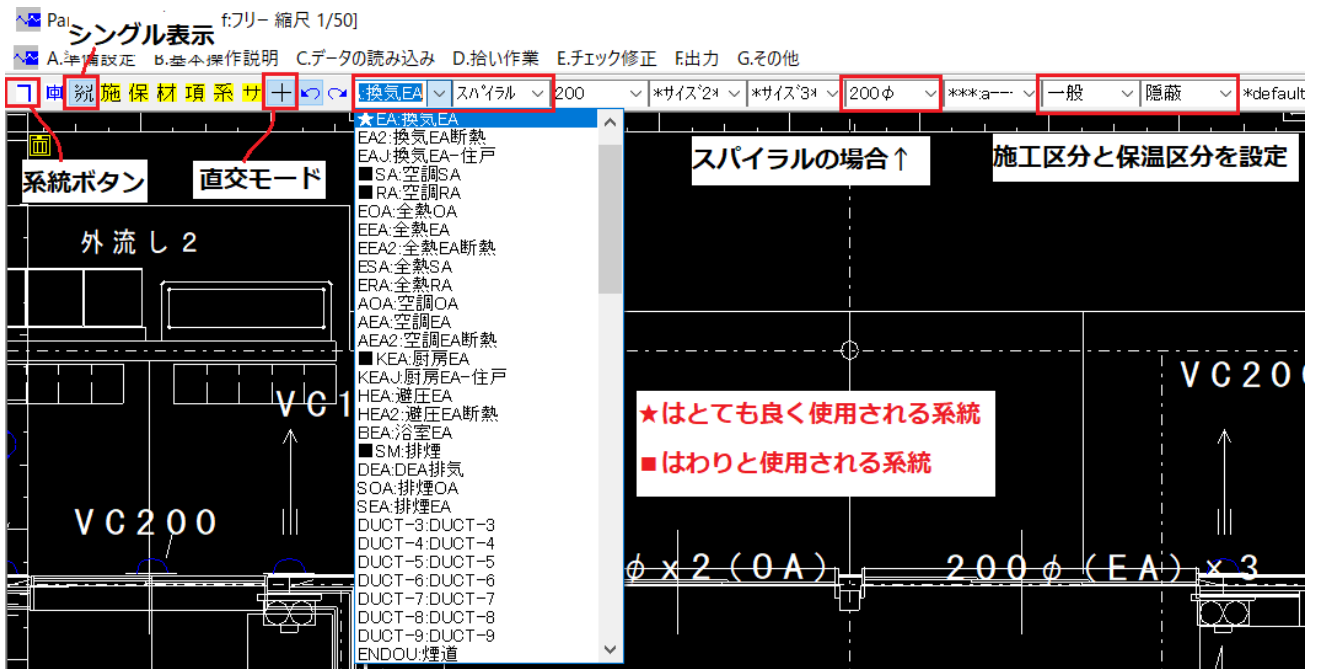 Pa
f:フリー 縮尺 1/50]
シングル表示
A.準備設定 B.基本操作説明 C.データの読み込み D.拾い作業 E.チェック修正 F.出力 G.その他
施 保 材 項 系 サ
:換気EA スパイラル 200 *サイズ2* *サイズ3* 200φ ***:a-- 一般 隠蔽 *default
★EA:換気EA
EA2:換気EA断熱
EAJ:換気EA-住戸
■SA:空調SA
■RA:空調RA
EOA:全熱OA
EEA:全熱EA
EEA2:全熱EA断熱
ESA:全熱SA
ERA:全熱RA
AOA:空調OA
AEA:空調EA
AEA2:空調EA断熱
■KEA:厨房EA
KEAJ:厨房EA-住戸
HEA:避圧EA
HEA2:避圧EA断熱
BEA:浴室EA
■SM:排煙
DEA:DEA排気
SOA:排煙OA
SEA:排煙EA
DUCT-3:DUCT-3
DUCT-4:DUCT-4
DUCT-5:DUCT-5
DUCT-6:DUCT-6
DUCT-7:DUCT-7
DUCT-8:DUCT-8
DUCT-9:DUCT-9
ENDOU:煙道
系統ボタン
直交モード
スパイラルの場合↑
施工区分と保温区分を設定
外流し2
VC1
VC200
VC200
★はとても良く使用される系統
■はわりと使用される系統
φx2(OA)
200φ(EA)×3